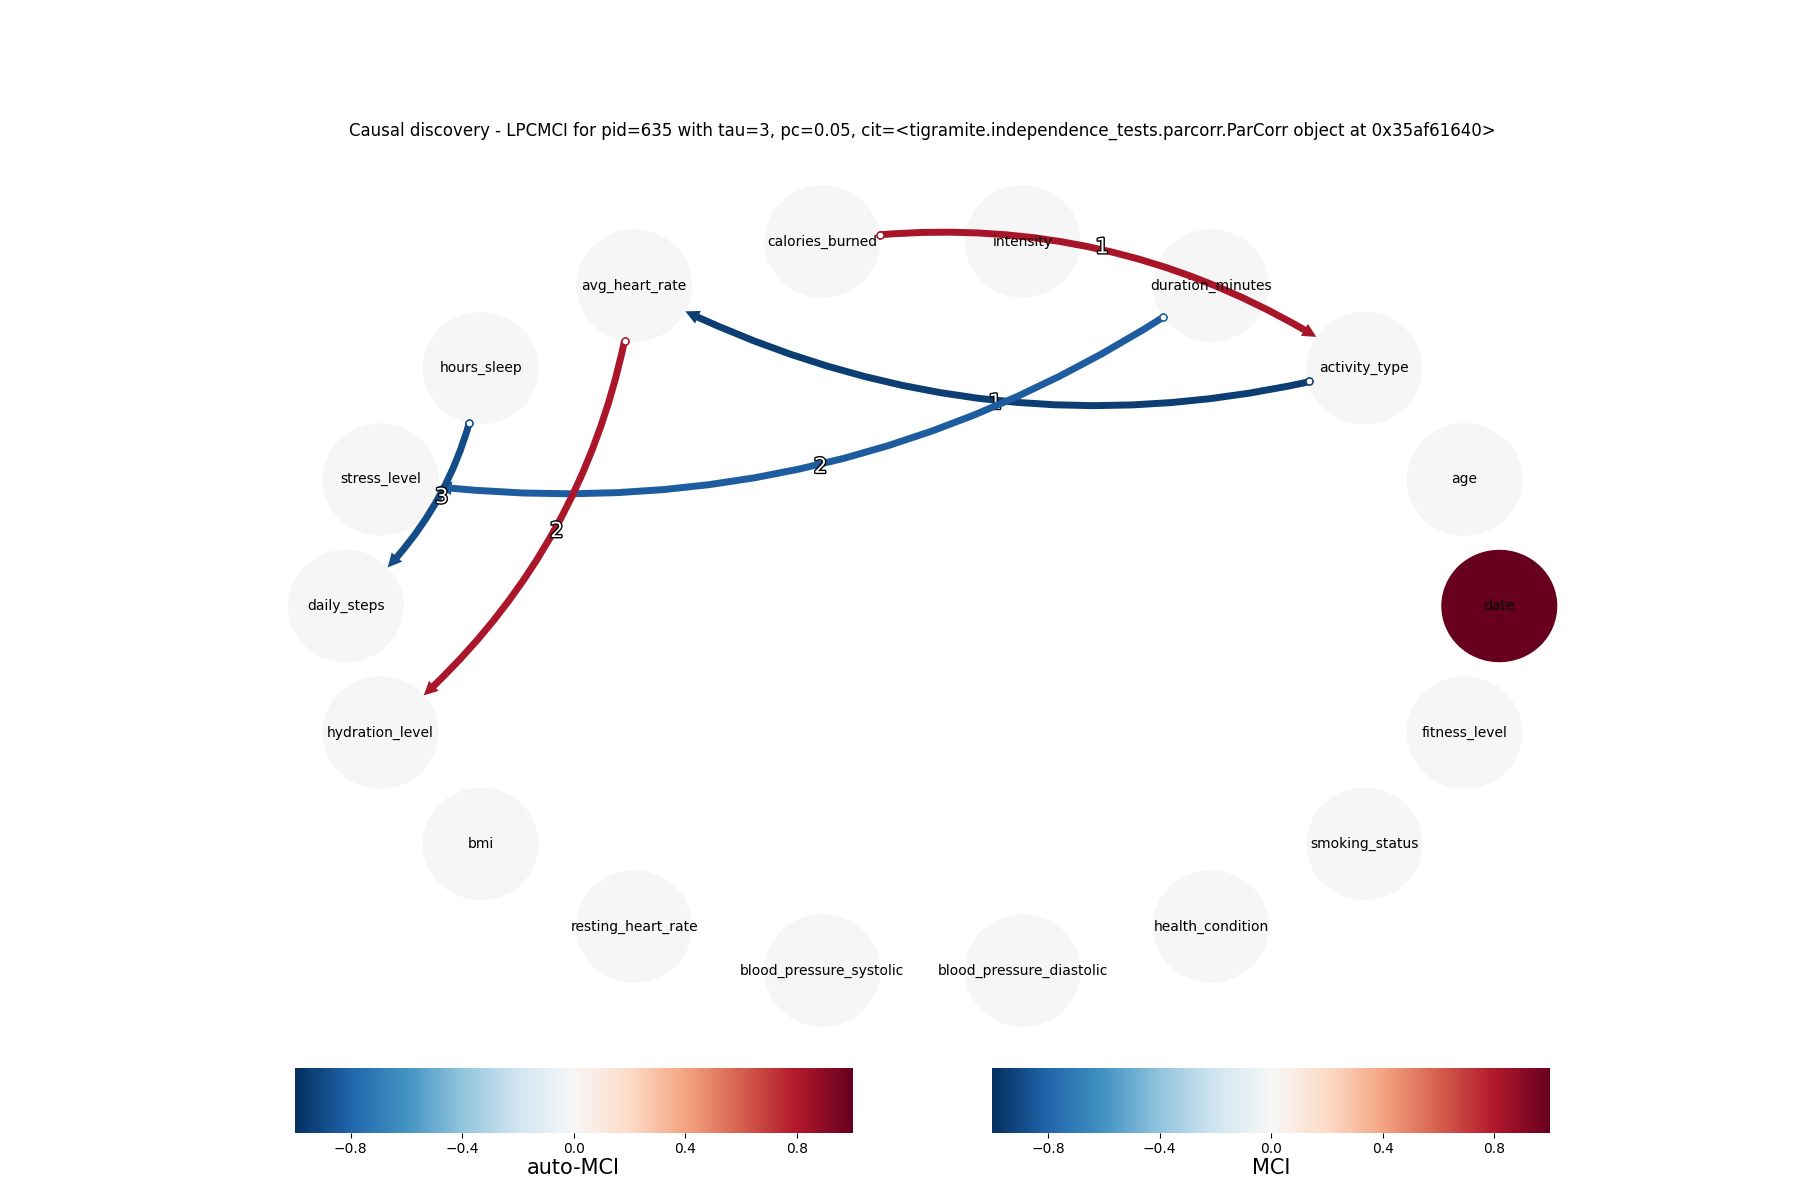 Causal discovery - LPCMCI for pid=635 with tau=3, pc=0.05, cit=<tigramite.independence_tests.parcorr.ParCorr object at 0x35af61640>
calories_burned
intensity
1
avg_heart_rate
duration_minutes
hours_sleep
activity_type
1
stress_level
2
age
3
2
daily_steps
date
hydration_level
fitness_level
bmi
smoking_status
resting_heart_rate
health_condition
blood_pressure_systolic
blood_pressure_diastolic
−0.8 −0.4 0.0 0.4 0.8
auto-MCI
−0.8 −0.4 0.0 0.4 0.8
MCI